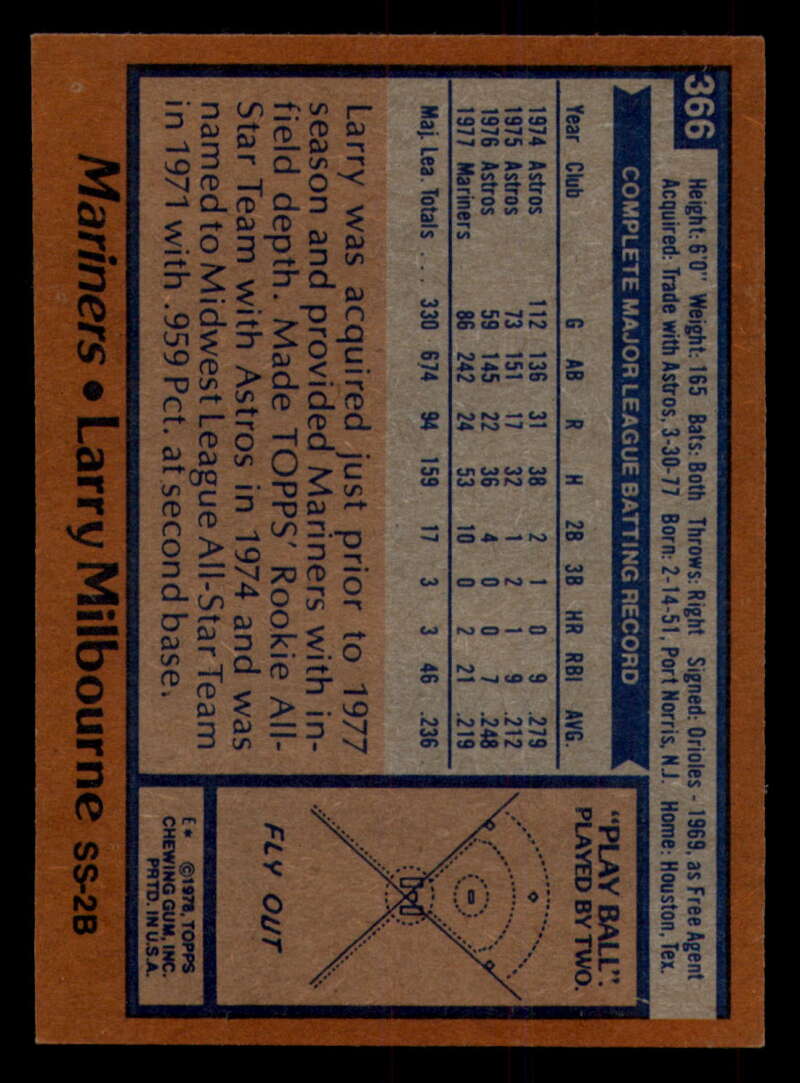 366
Height: 6'0" Weight: 165 Bats: Both Throws: Right Signed: Orioles - 1969, as Free Agent
Acquired: Trade with Astros, 3-30-77 Born: 2-14-51, Port Norris, N.J. Home: Houston, Tex.
COMPLETE MAJOR LEAGUE BATTING RECORD
Year Club G AB R H 2B 3B HR RBI AVG.
1974 Astros 112 136 31 38 2 1 0 9 .279
1975 Astros 73 151 17 32 1 2 1 9 .212
1976 Astros 59 145 22 36 4 0 0 7 .248
1977 Mariners 86 242 24 53 10 0 2 21 .219
Maj. Lea. Totals ... 330 674 94 159 17 3 3 46 .236
Larry was acquired just prior to 1977
season and provided Mariners with in-
field depth. Made TOPPS' Rookie All-
Star Team with Astros in 1974 and was
named to Midwest League All-Star Team
in 1971 with .959 Pct. at second base.
"PLAY BALL".
PLAYED BY TWO.
FLY OUT
E* ©1978, TOPPS
CHEWING GUM, INC.
PRTD. IN U.S.A.
Mariners • Larry Milbourne SS-2B